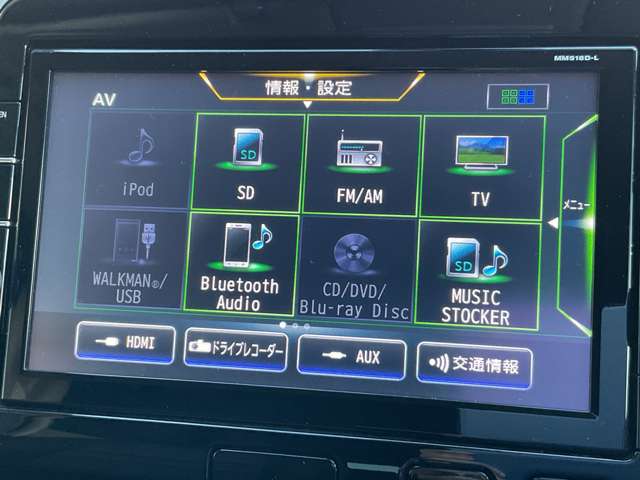 MM518D-L
情報・設定
AV
EN
iPod
SD
SD
FM/AM
TV
メニュー
WALKMAN®/
USB
Bluetooth
Audio
CD/DVD/
Blu-ray Disc
SD
MUSIC
STOCKER
HDMI
ドライブレコーダー
AUX
交通情報